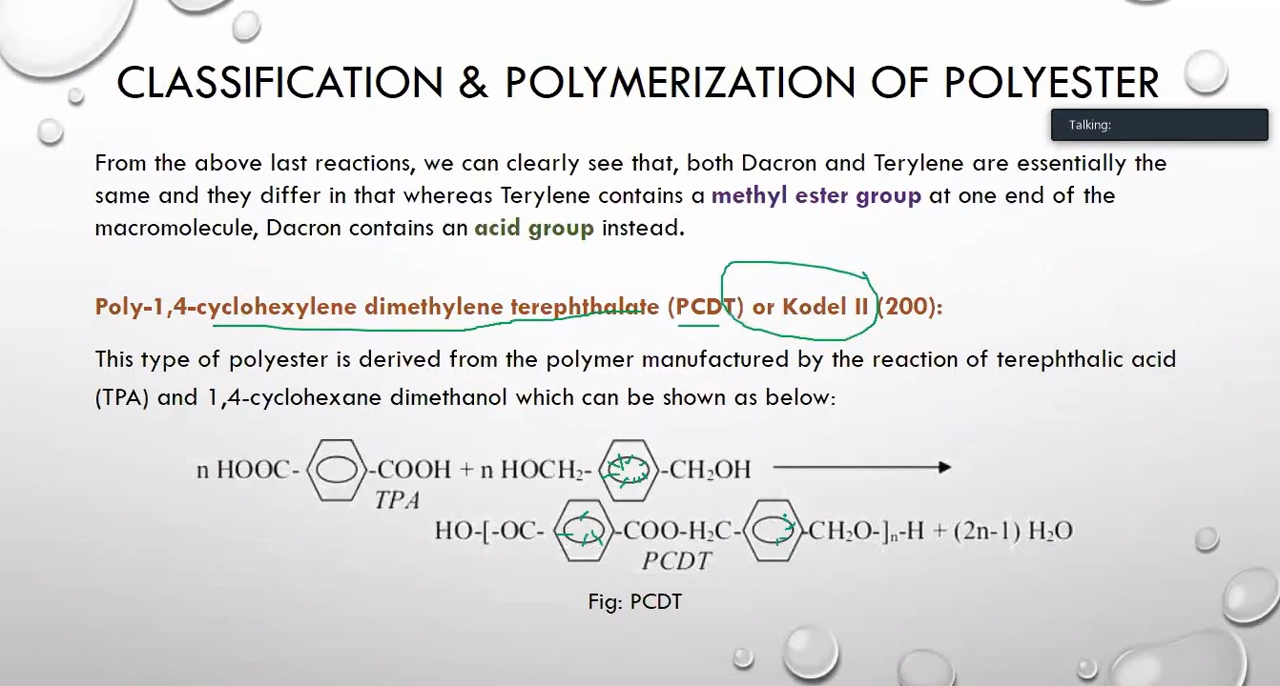 CLASSIFICATION & POLYMERIZATION OF POLYESTER
Talking:
From the above last reactions, we can clearly see that, both Dacron and Terylene are essentially the
same and they differ in that whereas Terylene contains a methyl ester group at one end of the
macromolecule, Dacron contains an acid group instead.
Poly-1,4-cyclohexylene dimethylene terephthalate (PCDT) or Kodel II (200):
This type of polyester is derived from the polymer manufactured by the reaction of terephthalic acid
(TPA) and 1,4-cyclohexane dimethanol which can be shown as below:
n HOOC- -COOH + n HOCH₂- -CH₂OH
TPA
HO-[-OC- -COO-H₂C- -CH₂O-]ₙ-H + (2n-1) H₂O
PCDT
Fig: PCDT